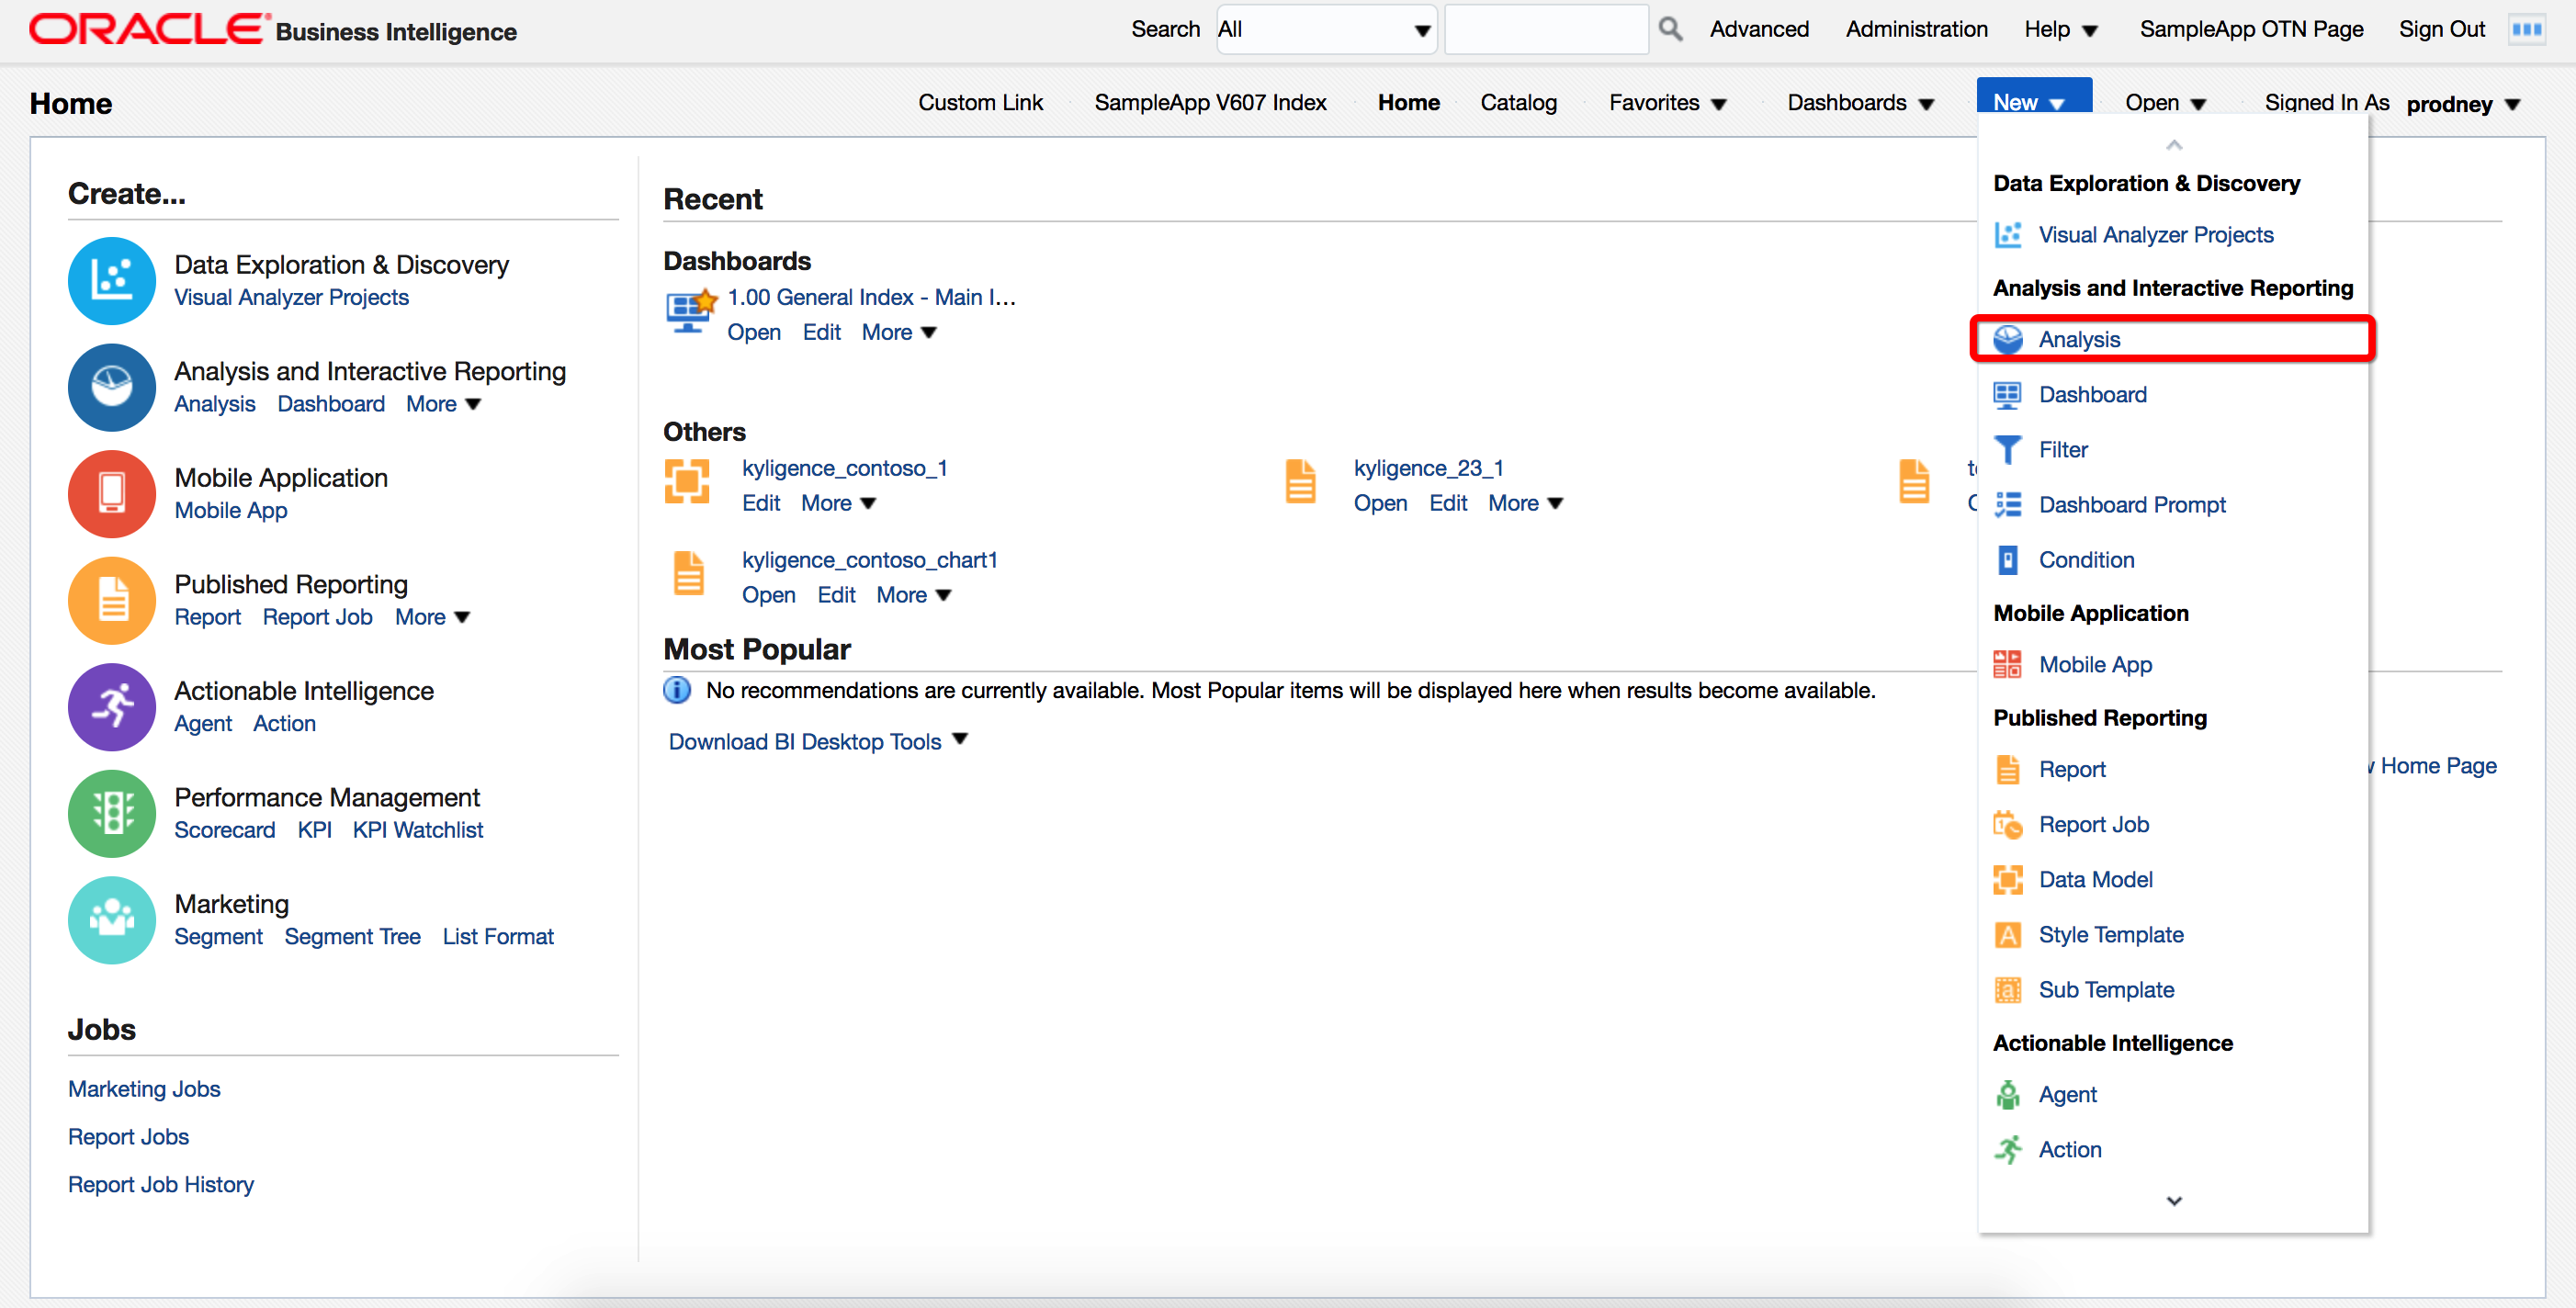 ORACLE Business Intelligence
Search All Advanced Administration Help SampleApp OTN Page Sign Out
Home
Custom Link SampleApp V607 Index Home Catalog Favorites Dashboards New Open Signed In As prodney
Create...
Data Exploration & Discovery
Visual Analyzer Projects
Analysis and Interactive Reporting
Analysis Dashboard More
Mobile Application
Mobile App
Published Reporting
Report Report Job More
Actionable Intelligence
Agent Action
Performance Management
Scorecard KPI KPI Watchlist
Marketing
Segment Segment Tree List Format
Jobs
Marketing Jobs
Report Jobs
Report Job History
Recent
Dashboards
1.00 General Index - Main I...
Open Edit More
Others
kyligence_contoso_1
Edit More
kyligence_23_1
Open Edit More
kyligence_contoso_chart1
Open Edit More
Most Popular
No recommendations are currently available. Most Popular items will be displayed here when results become available.
Download BI Desktop Tools
Home Page
Data Exploration & Discovery
Visual Analyzer Projects
Analysis and Interactive Reporting
Analysis
Dashboard
Filter
Dashboard Prompt
Condition
Mobile Application
Mobile App
Published Reporting
Report
Report Job
Data Model
Style Template
Sub Template
Actionable Intelligence
Agent
Action